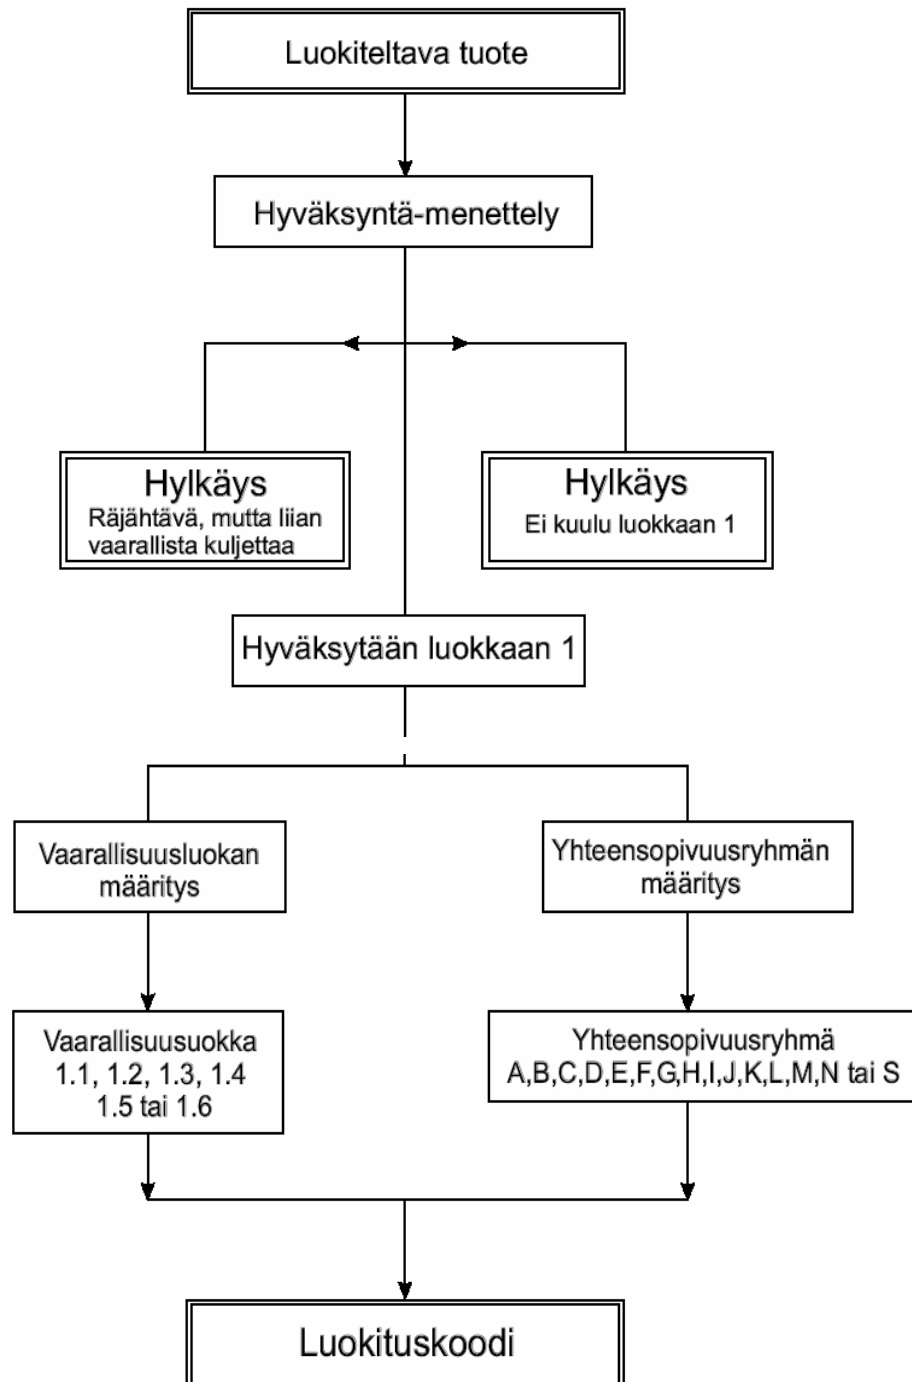 Luokiteltava tuote
Hyväksyntä-menettely
Hylkäys
Räjähtävä, mutta liian
vaarallista kuljettaa
Hylkäys
Ei kuulu luokkaan 1
Hyväksytään luokkaan 1
Vaarallisuusluokan
määritys
Yhteensopivuusryhmän
määritys
Vaarallisuusuokka
1.1, 1.2, 1.3, 1.4
1.5 tai 1.6
Yhteensopivuusryhmä
A,B,C,D,E,F,G,H,I,J,K,L,M,N tai S
Luokituskoodi